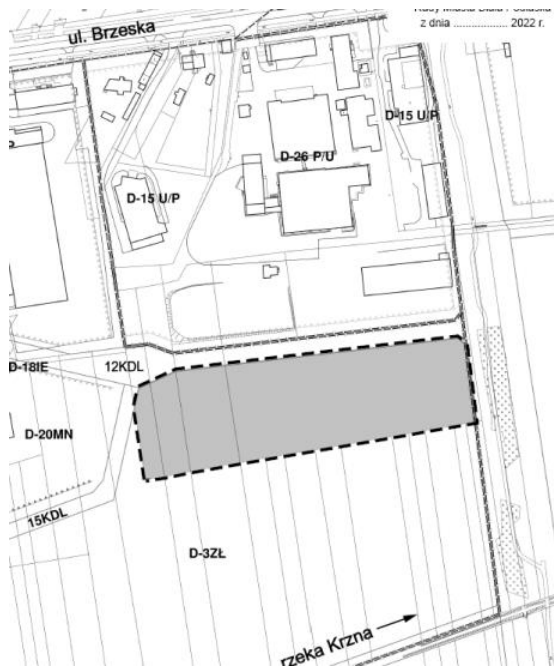 z dnia .................. 2022 r.
ul. Brzeska
D-15 U/P
D-26 P/U
D-15 U/P
D-18IE
12KDL
D-20MN
15KDL
D-3ZŁ
rzeka Krzna